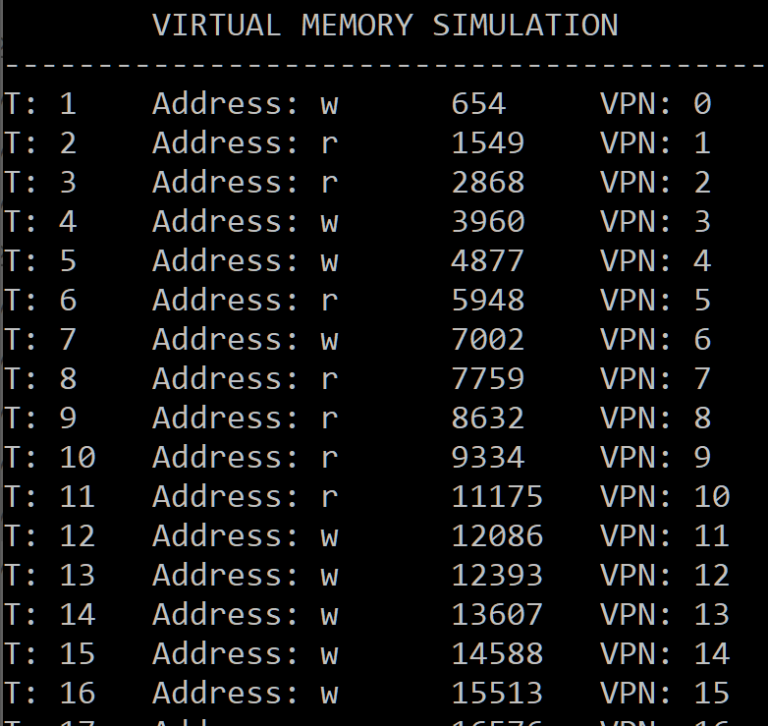 VIRTUAL MEMORY SIMULATION
------------------------------------------
T: 1 Address: w 654 VPN: 0
T: 2 Address: r 1549 VPN: 1
T: 3 Address: r 2868 VPN: 2
T: 4 Address: w 3960 VPN: 3
T: 5 Address: w 4877 VPN: 4
T: 6 Address: r 5948 VPN: 5
T: 7 Address: w 7002 VPN: 6
T: 8 Address: r 7759 VPN: 7
T: 9 Address: r 8632 VPN: 8
T: 10 Address: r 9334 VPN: 9
T: 11 Address: r 11175 VPN: 10
T: 12 Address: w 12086 VPN: 11
T: 13 Address: w 12393 VPN: 12
T: 14 Address: w 13607 VPN: 13
T: 15 Address: w 14588 VPN: 14
T: 16 Address: w 15513 VPN: 15